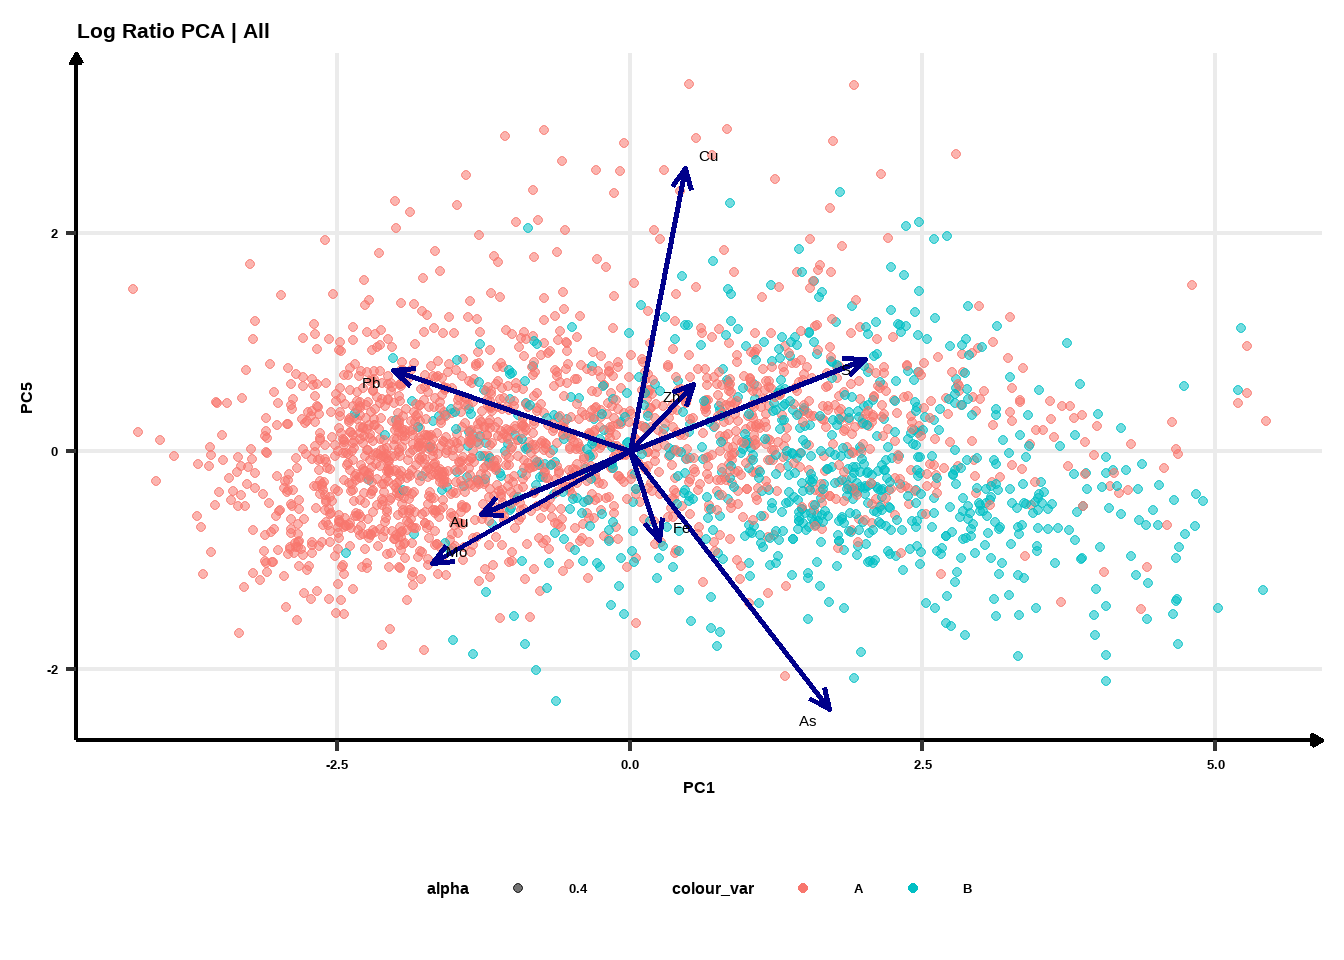 Log Ratio PCA | All
Cu
2
S
Pb
Zn
PC5
0
Au
Fe
Mo
-2
As
-2.5 0.0 2.5 5.0
PC1
alpha 0.4 colour_var A B